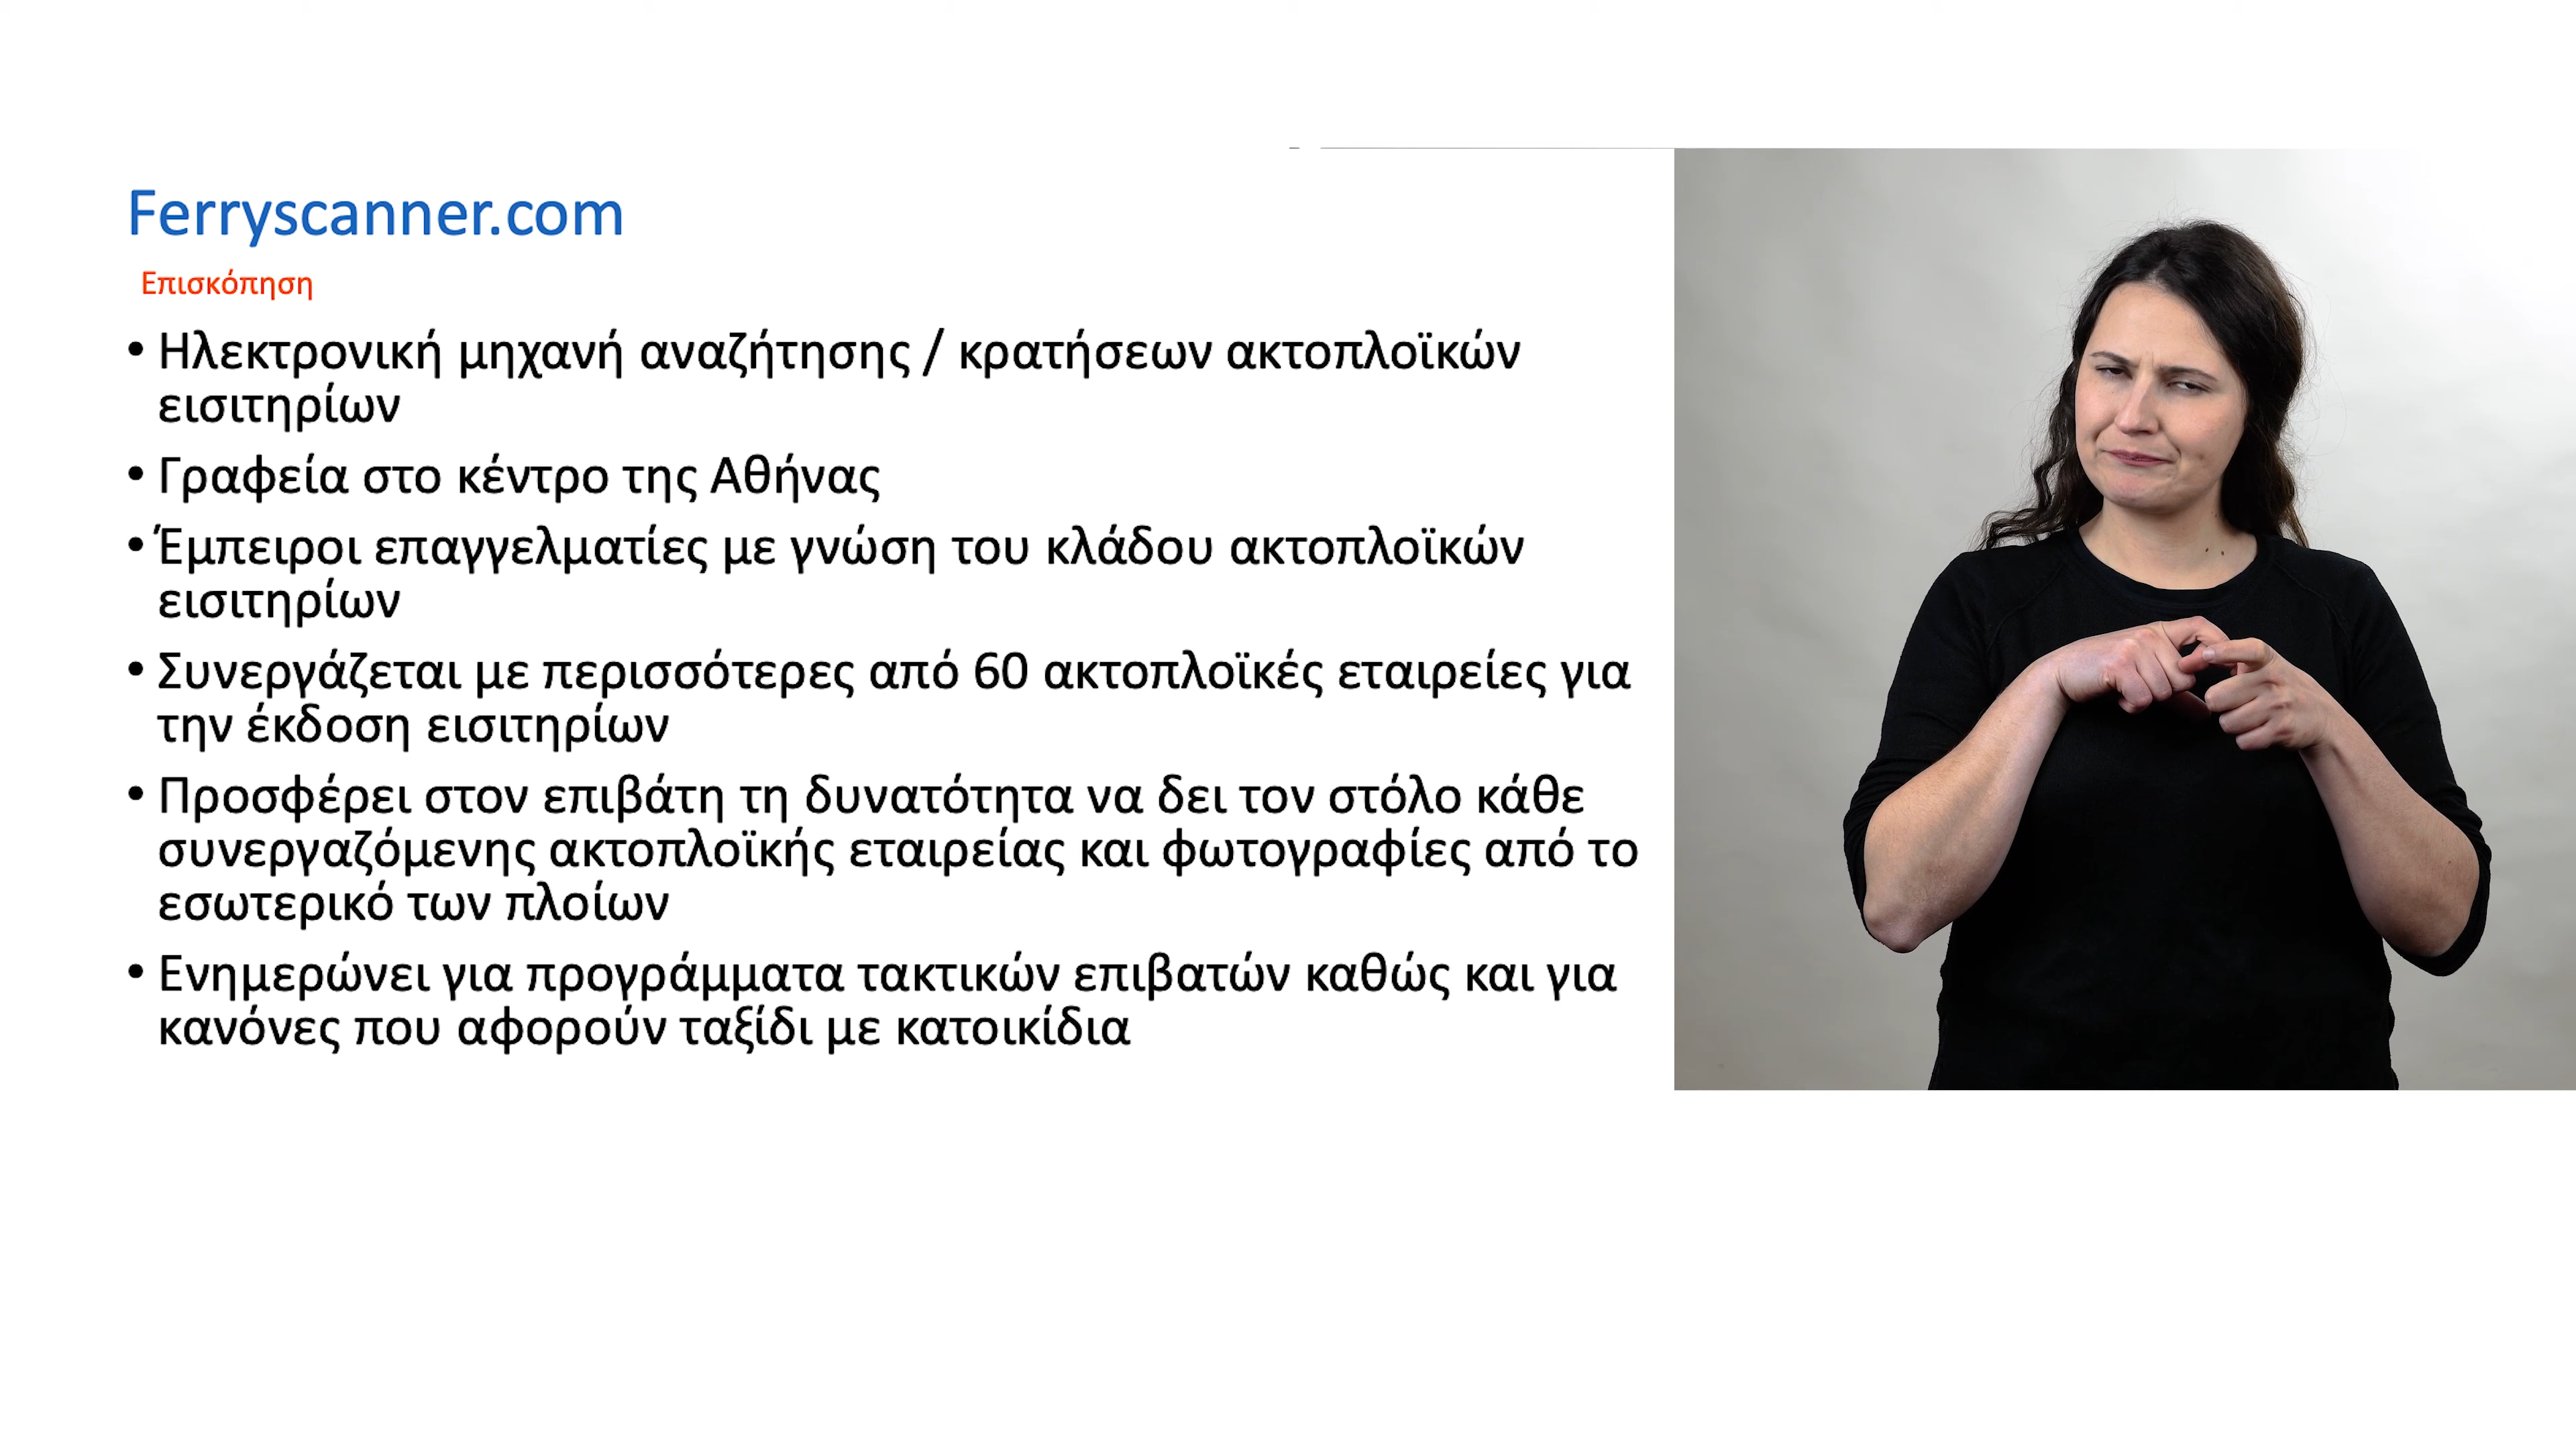 Ferryscanner.com
Επισκόπηση
• Ηλεκτρονική μηχανή αναζήτησης / κρατήσεων ακτοπλοϊκών
εισιτηρίων
• Γραφεία στο κέντρο της Αθήνας
• Έμπειροι επαγγελματίες με γνώση του κλάδου ακτοπλοϊκών
εισιτηρίων
• Συνεργάζεται με περισσότερες από 60 ακτοπλοϊκές εταιρείες για
την έκδοση εισιτηρίων
• Προσφέρει στον επιβάτη τη δυνατότητα να δει τον στόλο κάθε
συνεργαζόμενης ακτοπλοϊκής εταιρείας και φωτογραφίες από το
εσωτερικό των πλοίων
• Ενημερώνει για προγράμματα τακτικών επιβατών καθώς και για
κανόνες που αφορούν ταξίδι με κατοικίδια